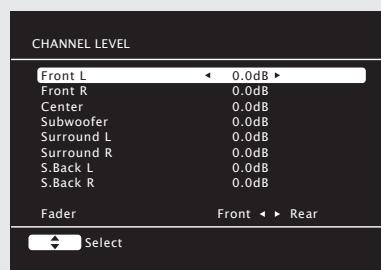 CHANNEL LEVEL
Front L ◄ 0.0dB ►
Front R 0.0dB
Center 0.0dB
Subwoofer 0.0dB
Surround L 0.0dB
Surround R 0.0dB
S.Back L 0.0dB
S.Back R 0.0dB
Fader Front ◄ ► Rear
Select